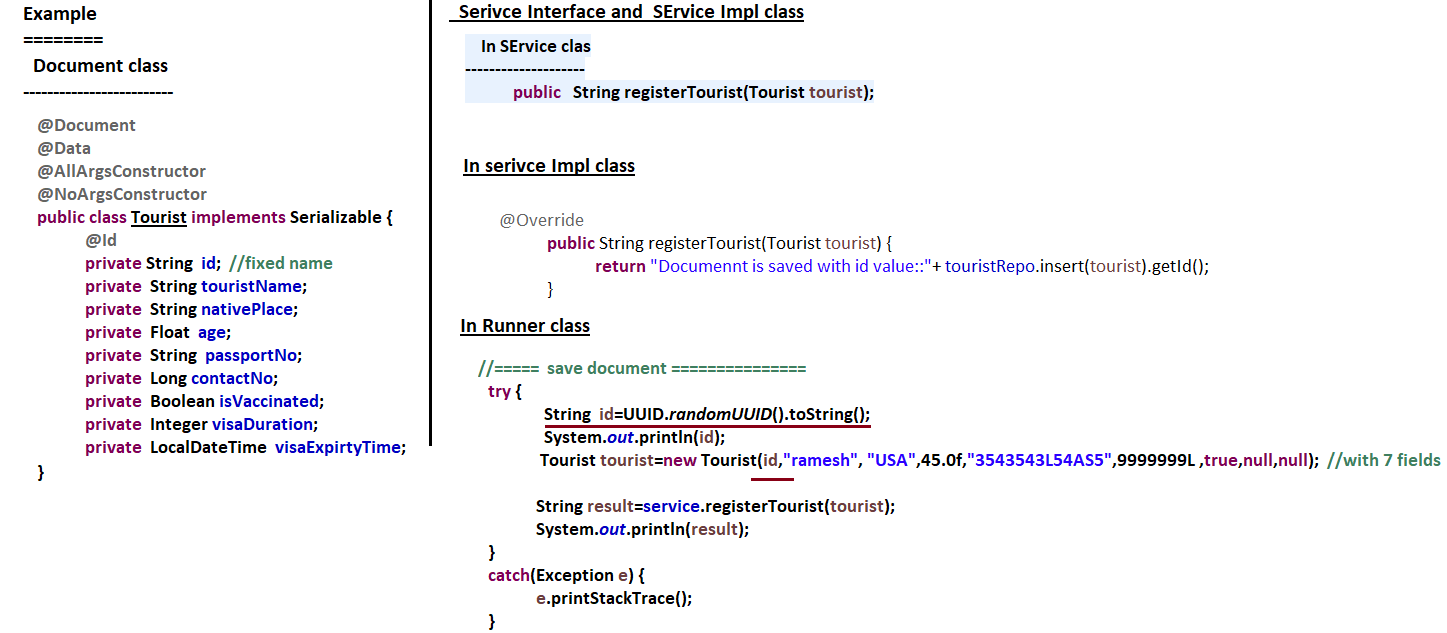 Example
========
Document class
-------------------------
@Document
@Data
@AllArgsConstructor
@NoArgsConstructor
public class Tourist implements Serializable {
@Id
private String id; //fixed name
private String touristName;
private String nativePlace;
private Float age;
private String passportNo;
private Long contactNo;
private Boolean isVaccinated;
private Integer visaDuration;
private LocalDateTime visaExpirtyTime;
}
Serivce Interface and SErvice Impl class
In SErvice clas
--------------------
public String registerTourist(Tourist tourist);
In serivce Impl class
@Override
public String registerTourist(Tourist tourist) {
return "Documennt is saved with id value::"+ touristRepo.insert(tourist).getId();
}
In Runner class
//===== save document ===============
try {
String id=UUID.randomUUID().toString();
System.out.println(id);
Tourist tourist=new Tourist(id,"ramesh", "USA",45.0f,"3543543L54AS5",9999999L ,true,null,null); //with 7 fields
String result=service.registerTourist(tourist);
System.out.println(result);
}
catch(Exception e) {
e.printStackTrace();
}